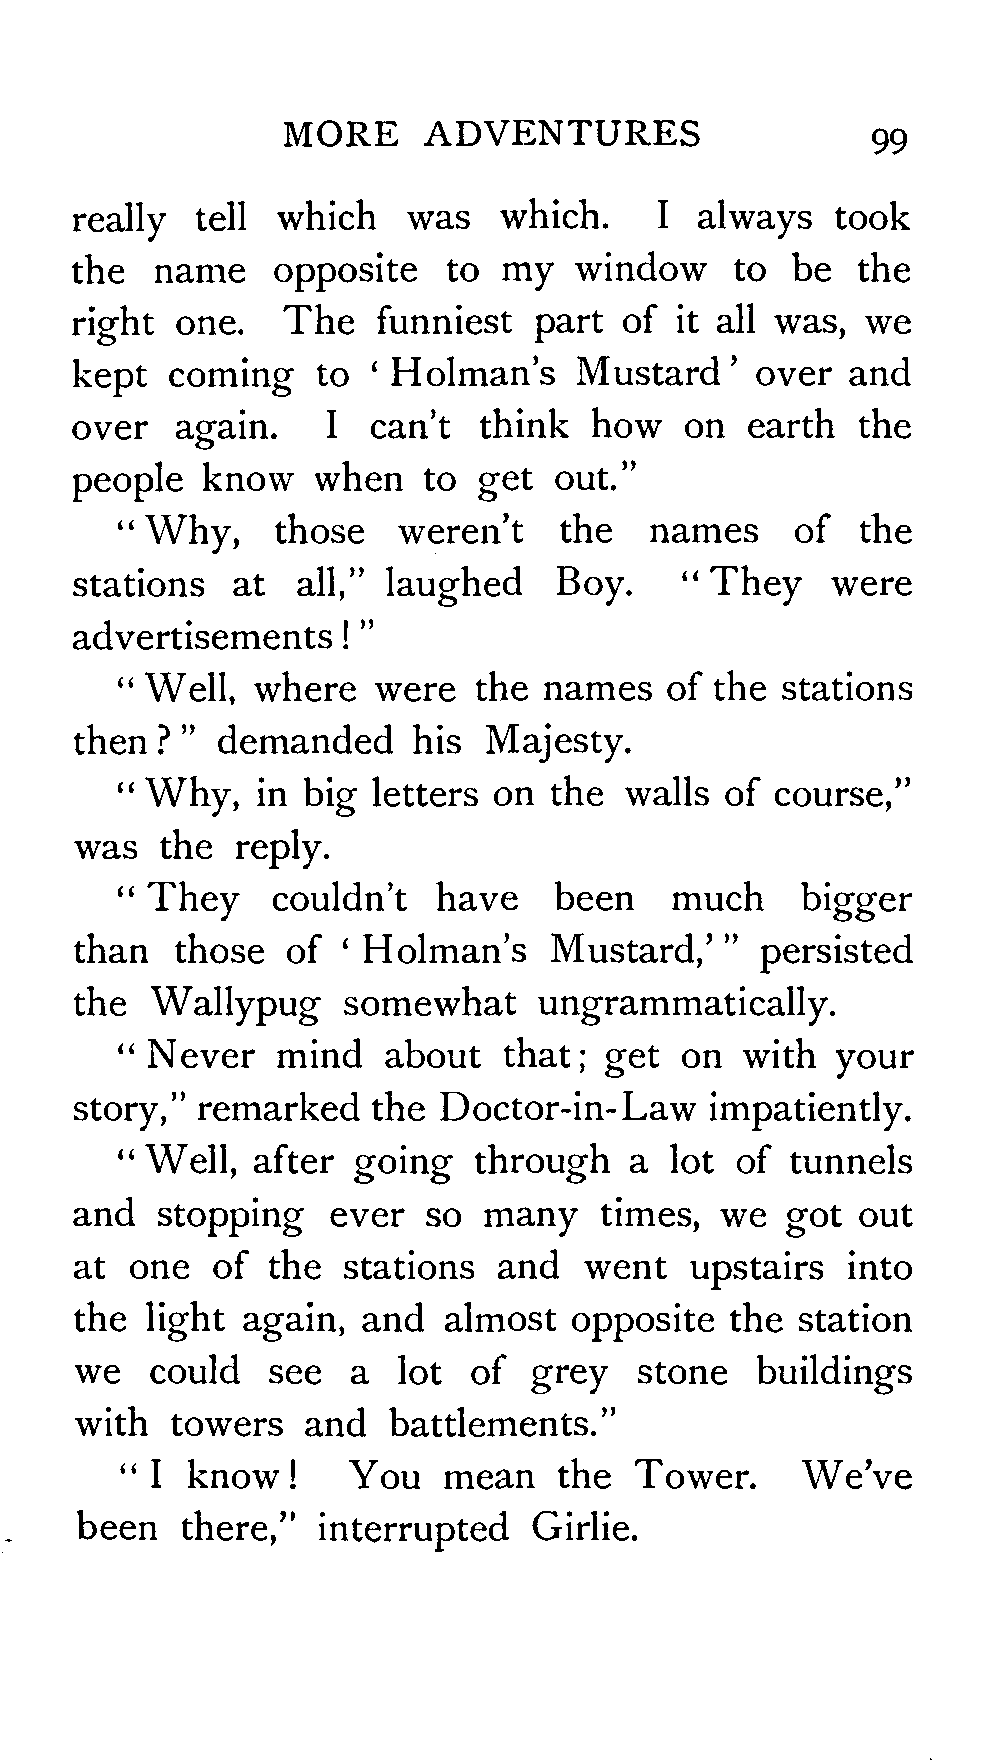 MORE ADVENTURES 99
really tell which was which. I always took
the name opposite to my window to be the
right one. The funniest part of it all was, we
kept coming to ‘ Holman’s Mustard ’ over and
over again. I can’t think how on earth the
people know when to get out.”
“ Why, those weren’t the names of the
stations at all,” laughed Boy. “ They were
advertisements ! ”
“ Well, where were the names of the stations
then ? ” demanded his Majesty.
“ Why, in big letters on the walls of course,”
was the reply.
“ They couldn’t have been much bigger
than those of ‘ Holman’s Mustard,’ ” persisted
the Wallypug somewhat ungrammatically.
“ Never mind about that ; get on with your
story,” remarked the Doctor-in-Law impatiently.
“ Well, after going through a lot of tunnels
and stopping ever so many times, we got out
at one of the stations and went upstairs into
the light again, and almost opposite the station
we could see a lot of grey stone buildings
with towers and battlements.”
“ I know ! You mean the Tower. We’ve
been there,” interrupted Girlie.